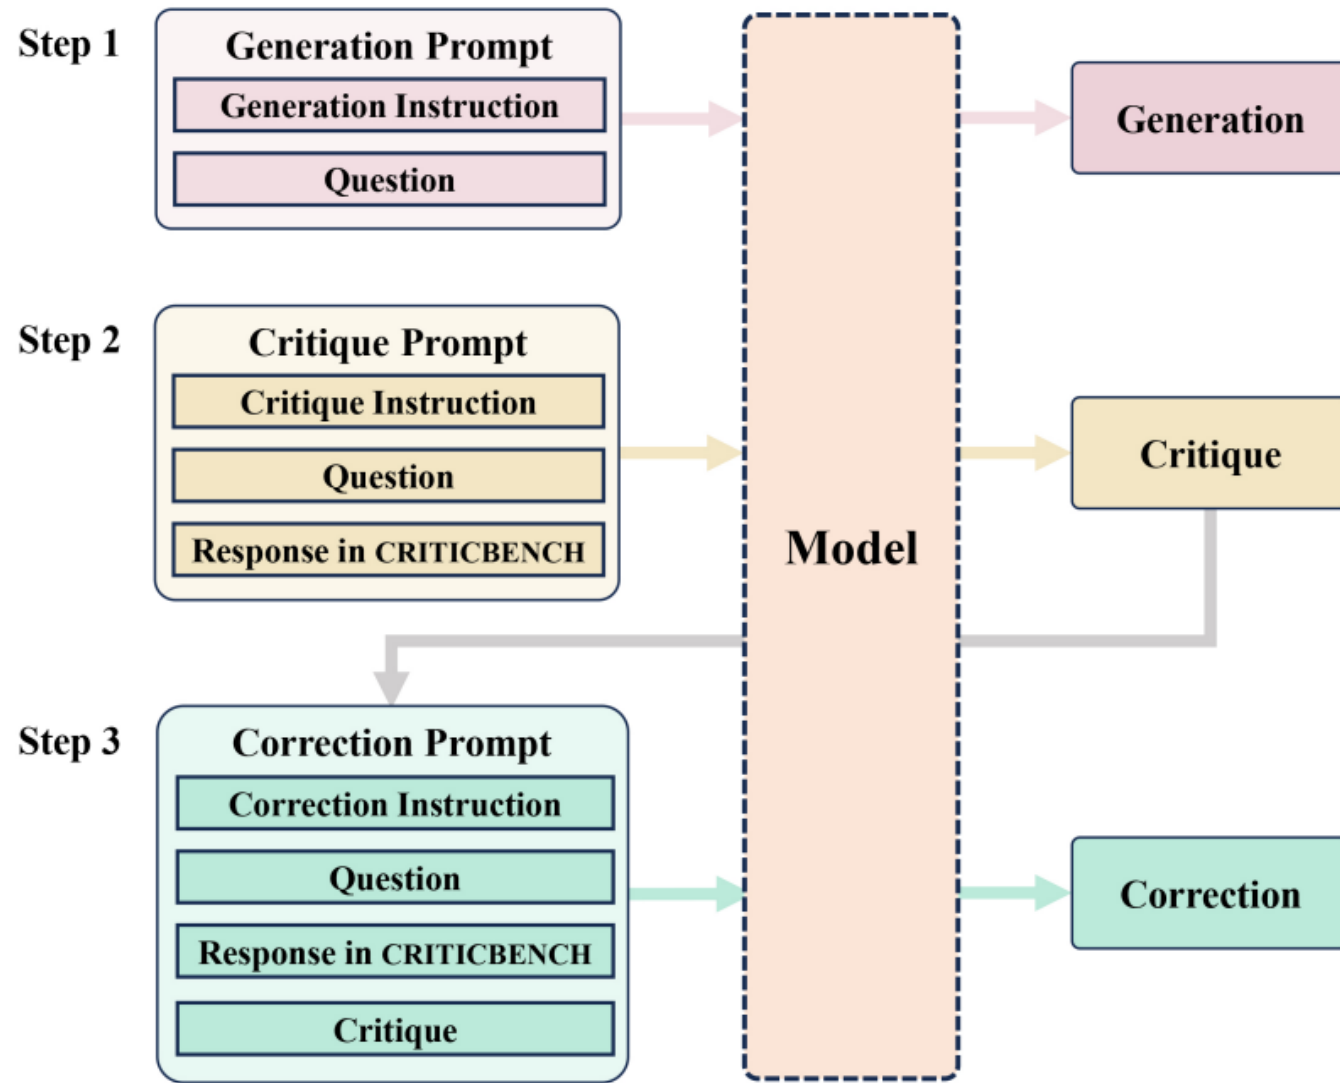 Step 1
Generation Prompt
Generation Instruction
Question
Generation
Step 2
Critique Prompt
Critique Instruction
Question
Response in CRITICBENCH
Critique
Model
Step 3
Correction Prompt
Correction Instruction
Question
Response in CRITICBENCH
Critique
Correction